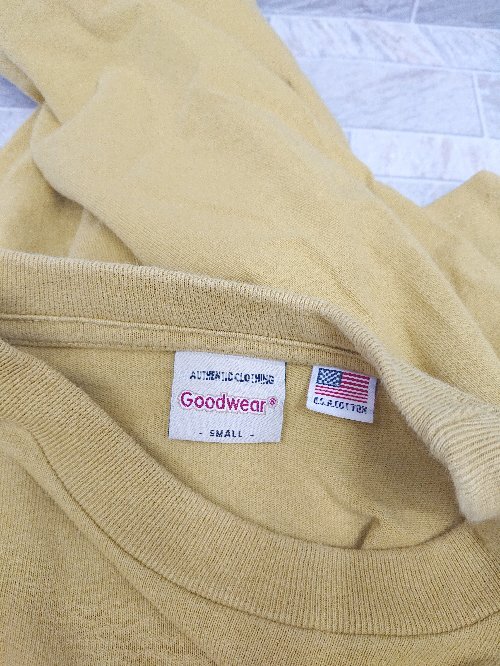 AUTHENTIC CLOTHING
Goodwear®
- SMALL -
U.S.A.COTTON